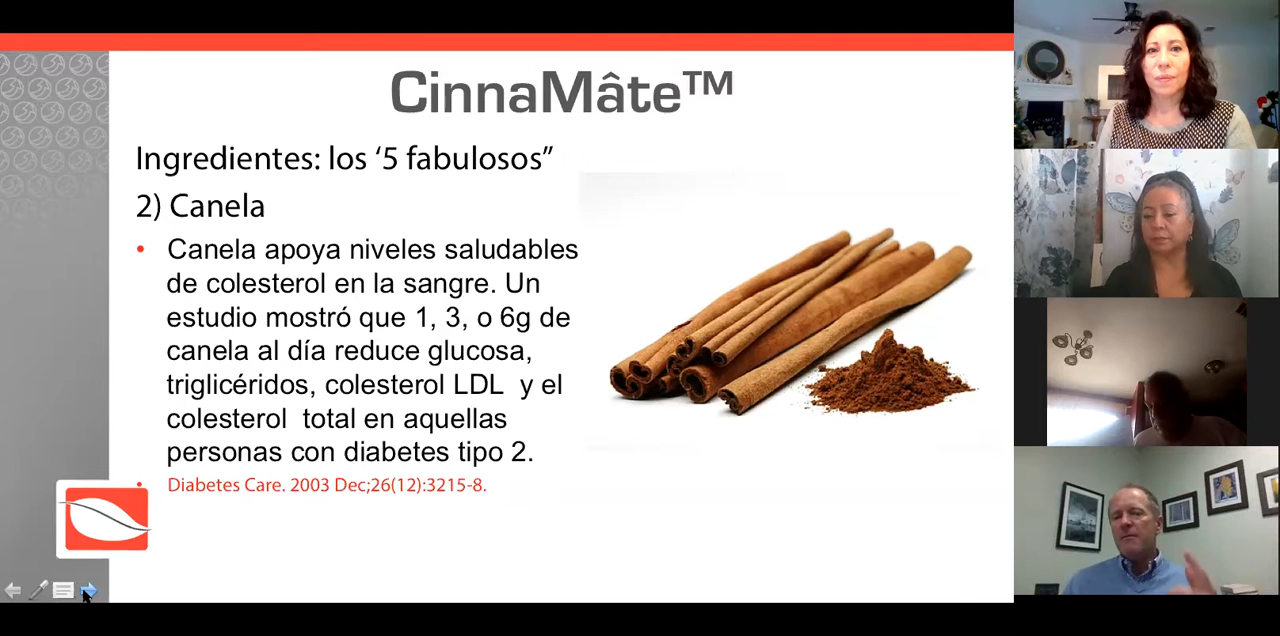 CinnaMâte™
Ingredientes: los ‘5 fabulosos”
2) Canela
• Canela apoya niveles saludables
de colesterol en la sangre. Un
estudio mostró que 1, 3, o 6g de
canela al día reduce glucosa,
triglicéridos, colesterol LDL y el
colesterol total en aquellas
personas con diabetes tipo 2.
• Diabetes Care. 2003 Dec;26(12):3215-8.